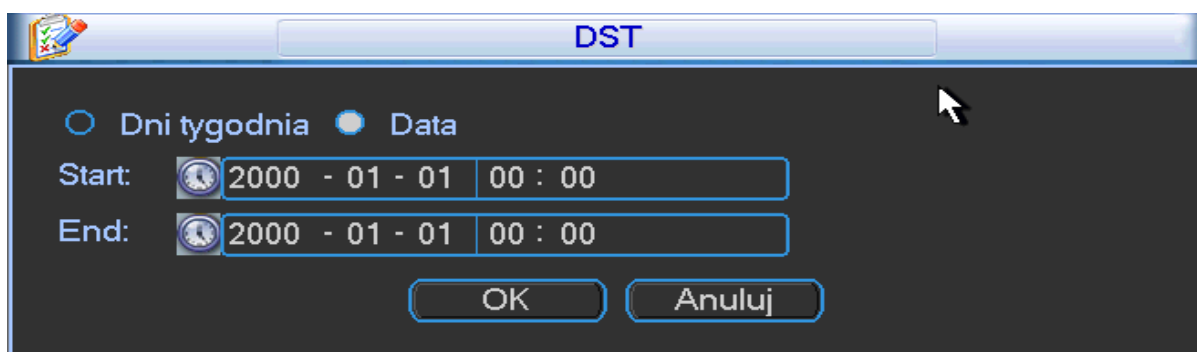 DST
Dni tygodnia Data
Start: 2000 - 01 - 01 00 : 00
End: 2000 - 01 - 01 00 : 00
OK Anuluj